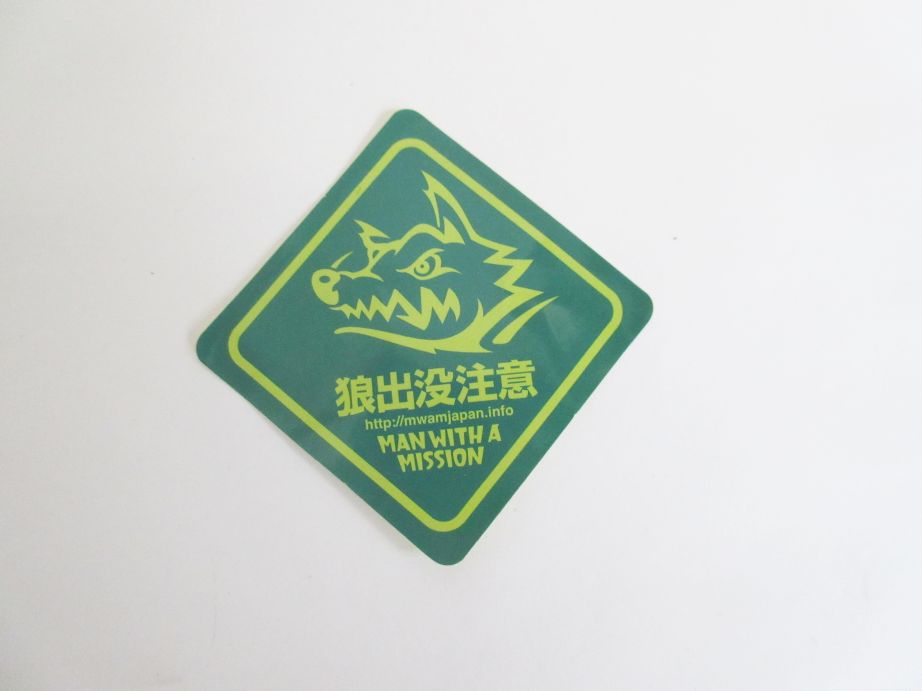 狼出没注意
http://mwamjapan.info
MAN WITH A
MISSION